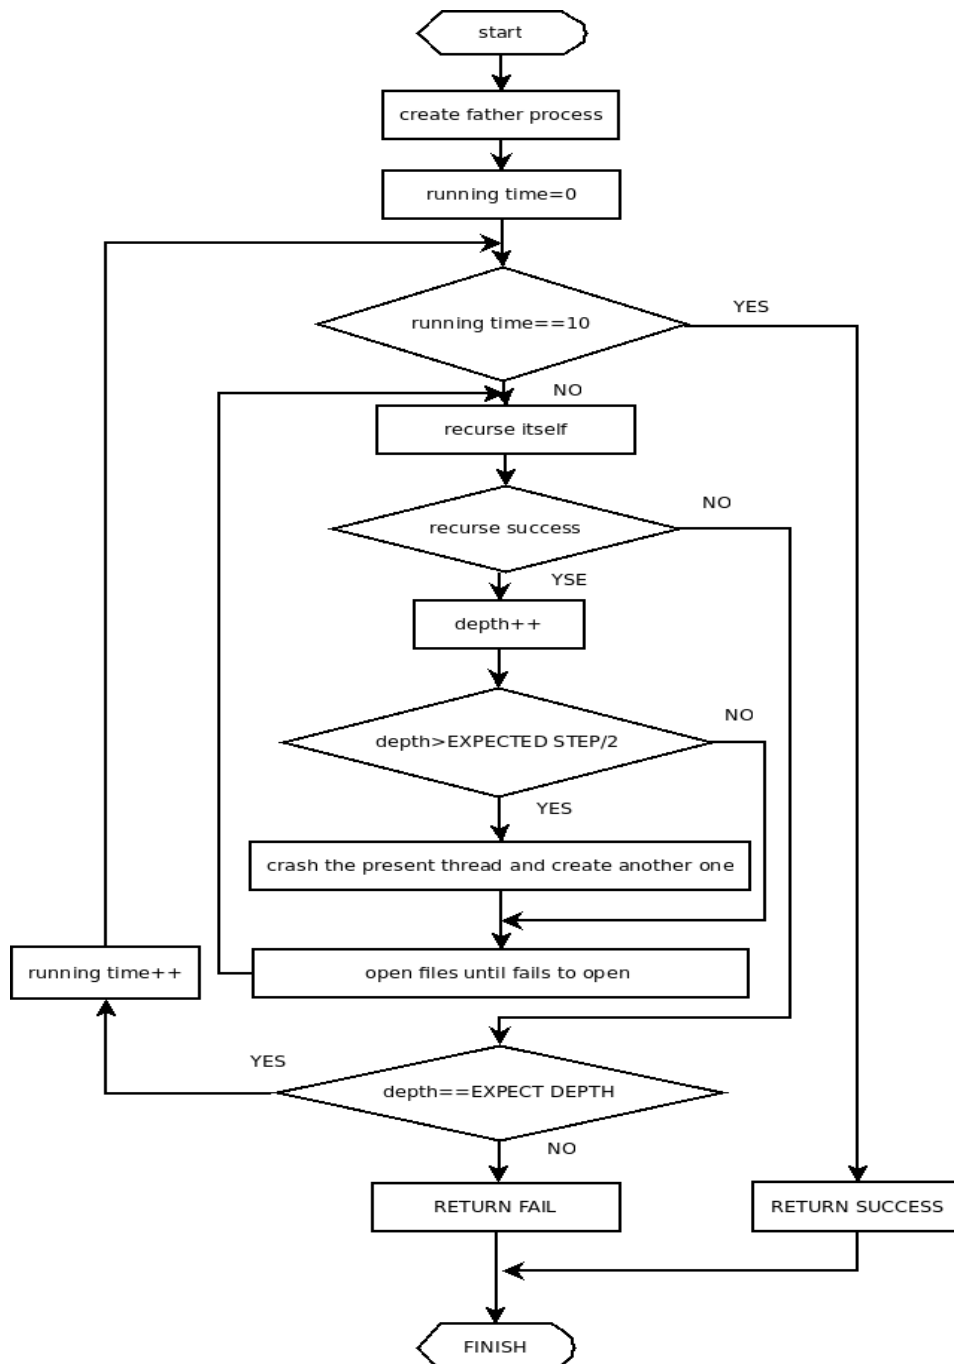 start
create father process
running time=0
running time==10
YES
NO
recurse itself
recurse success
NO
YSE
depth++
depth>EXPECTED STEP/2
NO
YES
crash the present thread and create another one
open files until fails to open
running time++
YES
depth==EXPECT DEPTH
NO
RETURN FAIL
RETURN SUCCESS
FINISH